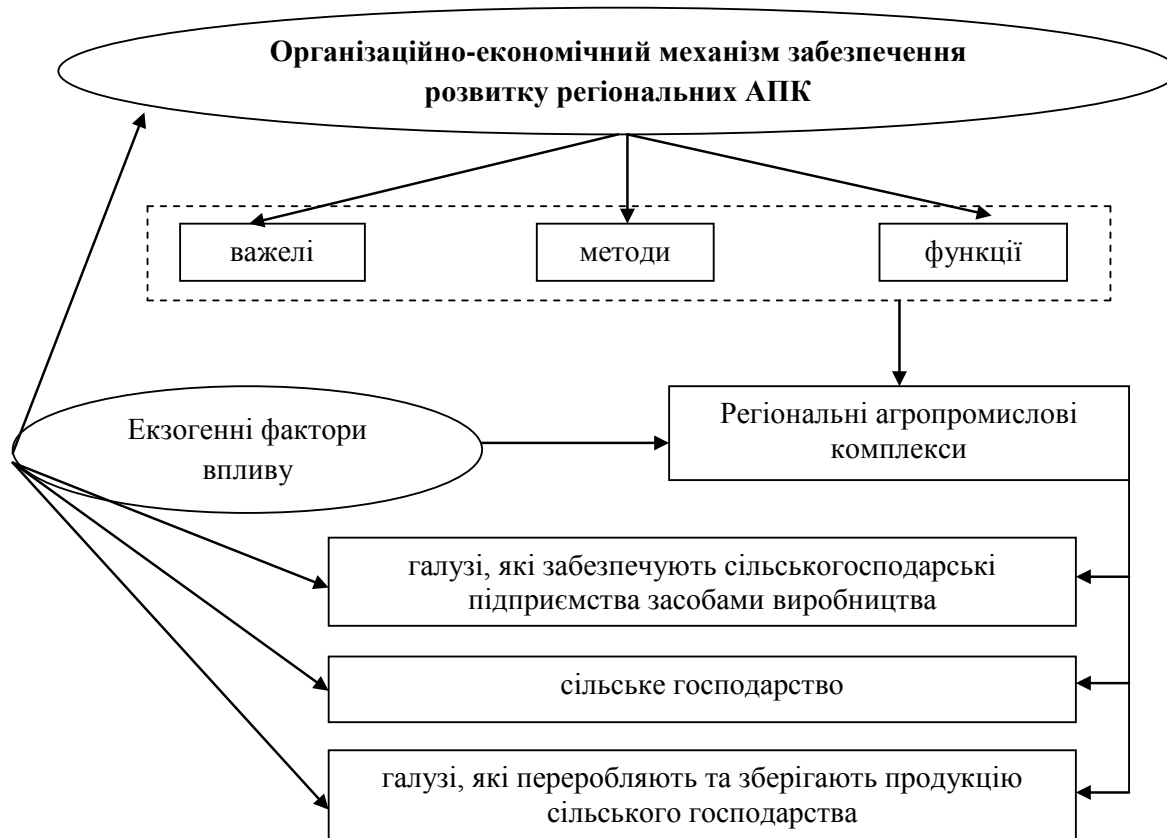 Організаційно-економічний механізм забезпечення
розвитку регіональних АПК
важелі
методи
функції
Екзогенні фактори
впливу
Регіональні агропромислові
комплекси
галузі, які забезпечують сільськогосподарські
підприємства засобами виробництва
сільське господарство
галузі, які переробляють та зберігають продукцію
сільського господарства